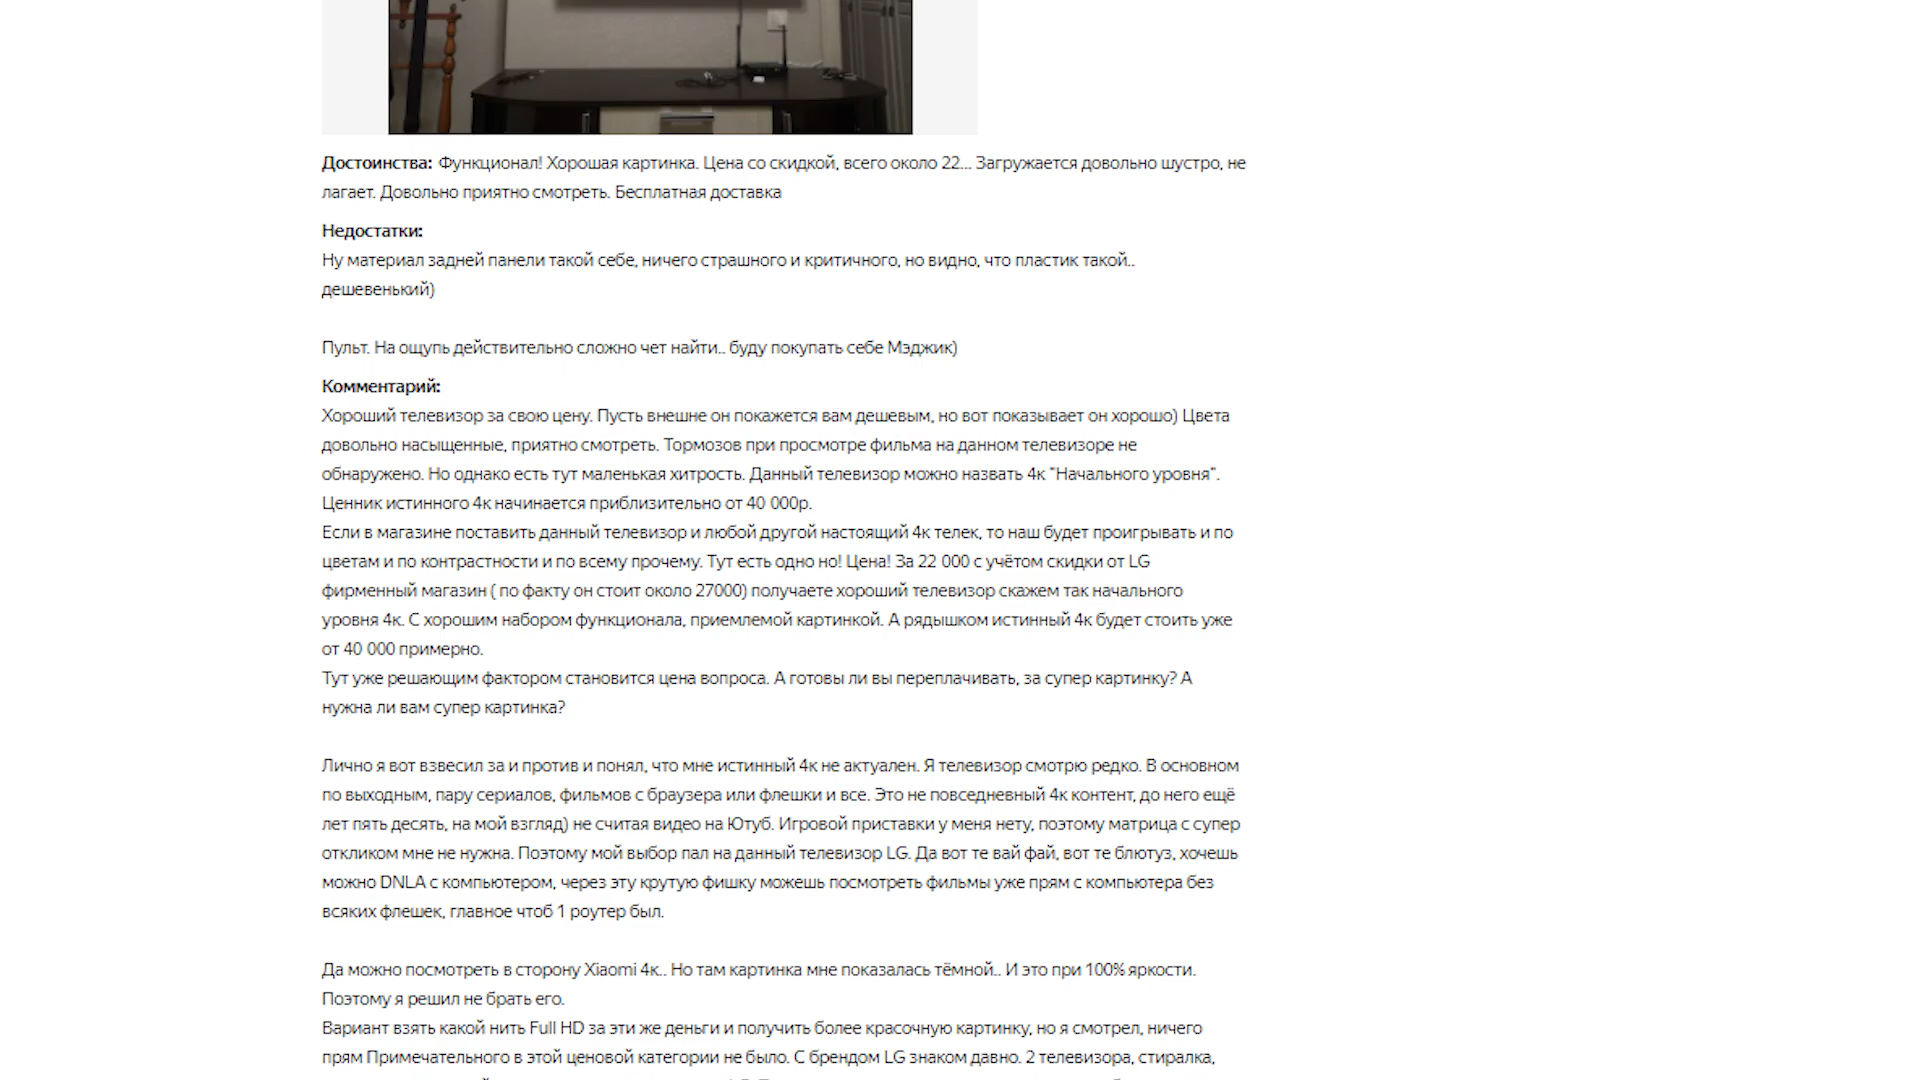 Достоинства: Функционал! Хорошая картинка. Цена со скидкой, всего около 22... Загружается довольно шустро, не
лагает. Довольно приятно смотреть. Бесплатная доставка
Недостатки:
Ну материал задней панели такой себе, ничего страшного и критичного, но видно, что пластик такой..
дешевенький)
Пульт. На ощупь действительно сложно чет найти.. буду покупать себе Мэджик)
Комментарий:
Хороший телевизор за свою цену. Пусть внешне он покажется вам дешевым, но вот показывает он хорошо) Цвета
довольно насыщенные, приятно смотреть. Тормозов при просмотре фильма на данном телевизоре не
обнаружено. Но однако есть тут маленькая хитрость. Данный телевизор можно назвать 4к "Начального уровня".
Ценник истинного 4к начинается приблизительно от 40 000р.
Если в магазине поставить данный телевизор и любой другой настоящий 4к телек, то наш будет проигрывать и по
цветам и по контрастности и по всему прочему. Тут есть одно но! Цена! За 22 000 с учётом скидки от LG
фирменный магазин ( по факту он стоит около 27000) получаете хороший телевизор скажем так начального
уровня 4к. С хорошим набором функционала, приемлемой картинкой. А рядышком истинный 4к будет стоить уже
от 40 000 примерно.
Тут уже решающим фактором становится цена вопроса. А готовы ли вы переплачивать, за супер картинку? А
нужна ли вам супер картинка?
Лично я вот взвесил за и против и понял, что мне истинный 4к не актуален. Я телевизор смотрю редко. В основном
по выходным, пару сериалов, фильмов с браузера или флешки и все. Это не повседневный 4к контент, до него ещё
лет пять десять, на мой взгляд) не считая видео на Ютуб. Игровой приставки у меня нету, поэтому матрица с супер
откликом мне не нужна. Поэтому мой выбор пал на данный телевизор LG. Да вот те вай фай, вот те блютуз, хочешь
можно DNLA с компьютером, через эту крутую фишку можешь посмотреть фильмы уже прям с компьютера без
всяких флешек, главное чтоб 1 роутер был.
Да можно посмотреть в сторону Xiaomi 4к.. Но там картинка мне показалась тёмной.. И это при 100% яркости.
Поэтому я решил не брать его.
Вариант взять какой нить Full HD за эти же деньги и получить более красочную картинку, но я смотрел, ничего
прям Примечательного в этой ценовой категории не было. С брендом LG знаком давно. 2 телевизора, стиралка,